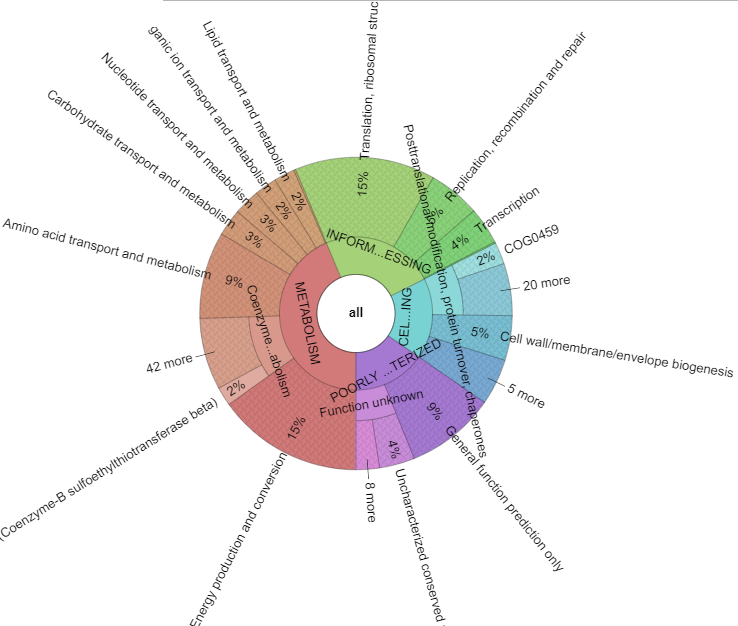 Lipid transport and metabolism
ganic ion transport and metabolism
Nucleotide transport and metabolism
Carbohydrate transport and metabolism
Amino acid transport and metabolism
42 more
(Coenzyme-B sulfoethylthiotransferase beta)
Energy production and conversion
8 more
Uncharacterized conserved
General function prediction only
5 more
Cell wall/membrane/envelope biogenesis
20 more
COG0459
Transcription
Replication, recombination and repair
Posttranslational modification, protein turnover, chaperones
Translation, ribosomal struc
15%
4%
2%
5%
9%
4%
15%
2%
9%
3%
3%
2%
2%
INFORM...ESSING
CEL...ING
POORLY ...TERIZED
Function unknown
METABOLISM
Coenzyme...abolism
all